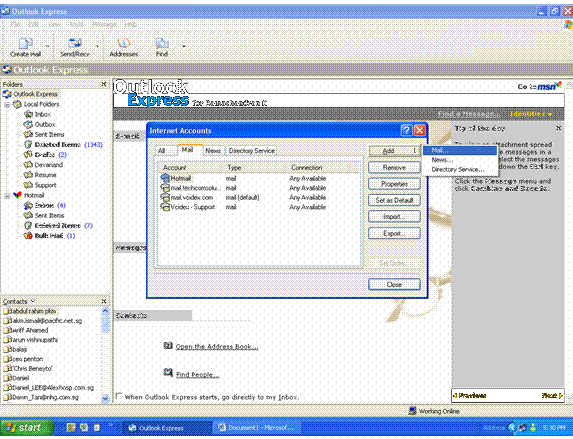 Outlook Express
File Edit View Tools Message Help
Create Mail Send/Recv Addresses Find
Outlook Express
Folders
Outlook Express
Local Folders
Inbox
Outbox
Sent Items
Deleted Items (1343)
Drafts (2)
Devanand
Resume
Support
Hotmail
Inbox (4)
Sent Items
Deleted Items (7)
Bulk Mail (1)
Contacts
abdul rahim pkm
akm.ismail@pacific.net.sg
Ariff Ahamed
arun vishnupathi
balaji
ceo penton
'Chris Beneyto'
Daniel
Daniel_LEE@Alexhosp.com.sg
Dawn_Tan@nhg.com.sg
Outlook
Express
Go to msn
Find a Message... Identities
E-mail
Tip of the day
attachment spread
messages
select the messages
down the Ctrl key.
Click the Message menu and
click Combine and Decode.
Internet Accounts
All Mail News Directory Service
Account Type Connection
Hotmail mail Any Available
mail.techcomsolu... mail Any Available
mail.vcidex.com mail (default) Any Available
Vcidex - Support mail Any Available
Add
Remove
Properties
Set as Default
Import...
Export...
Set Order...
Close
Mail...
News...
Directory Service...
Contacts
Open the Address Book...
Find People...
When Outlook Express starts, go directly to my Inbox.
Previous Next
Working Online
start Outlook Express Document1 - Microsof... Address 5:30 PM